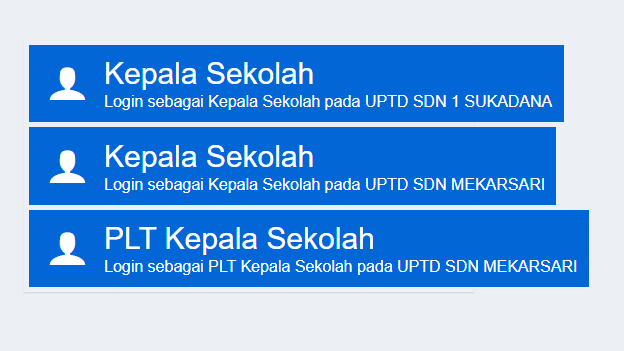 Kepala Sekolah
Login sebagai Kepala Sekolah pada UPTD SDN 1 SUKADANA
Kepala Sekolah
Login sebagai Kepala Sekolah pada UPTD SDN MEKARSARI
PLT Kepala Sekolah
Login sebagai PLT Kepala Sekolah pada UPTD SDN MEKARSARI